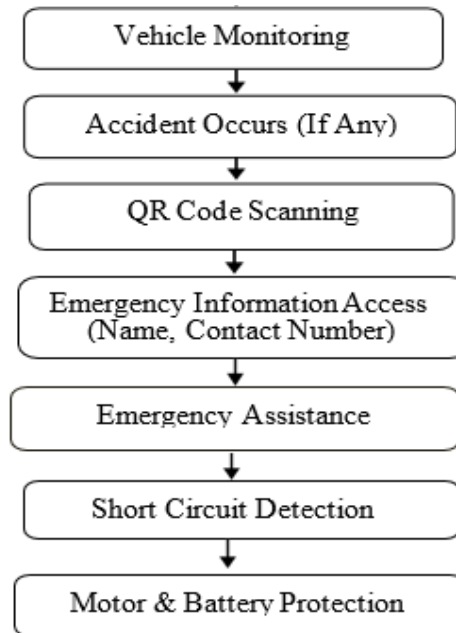 Vehicle Monitoring
Accident Occurs (If Any)
QR Code Scanning
Emergency Information Access
(Name, Contact Number)
Emergency Assistance
Short Circuit Detection
Motor & Battery Protection